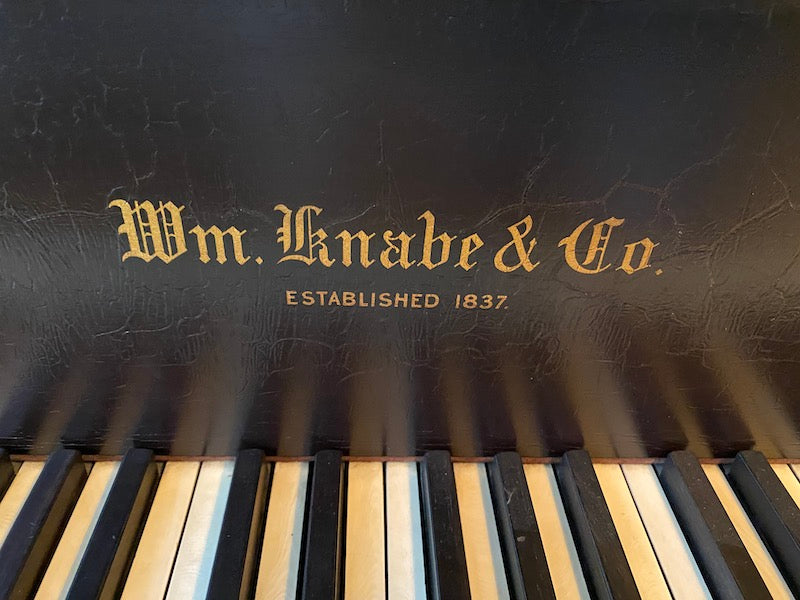 Wm. Knabe & Co.
ESTABLISHED 1837.